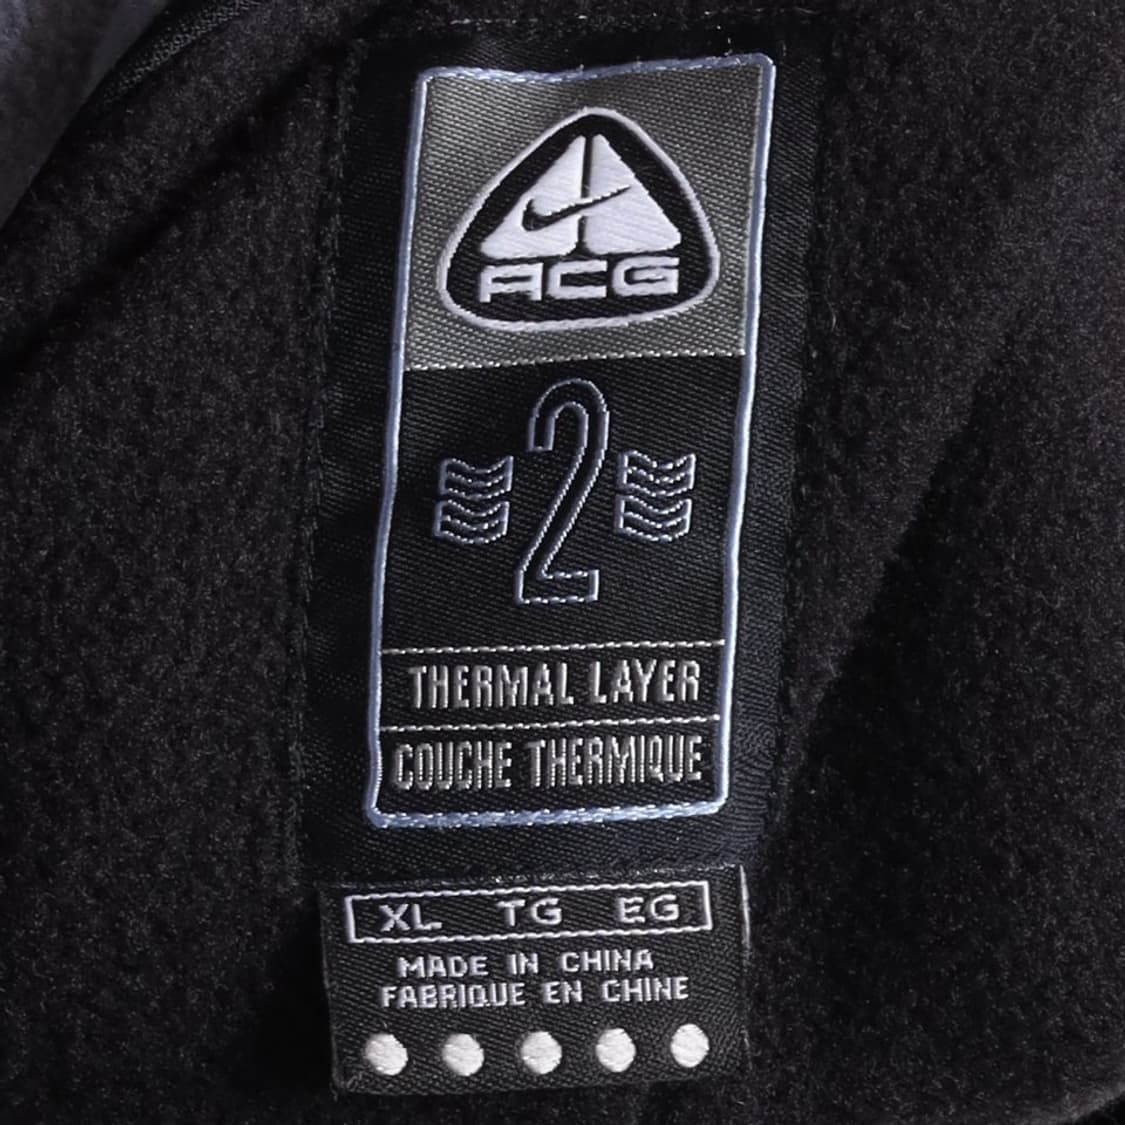 ACG
2
THERMAL LAYER
COUCHE THERMIQUE
XL TG EG
MADE IN CHINA
FABRIQUE EN CHINE